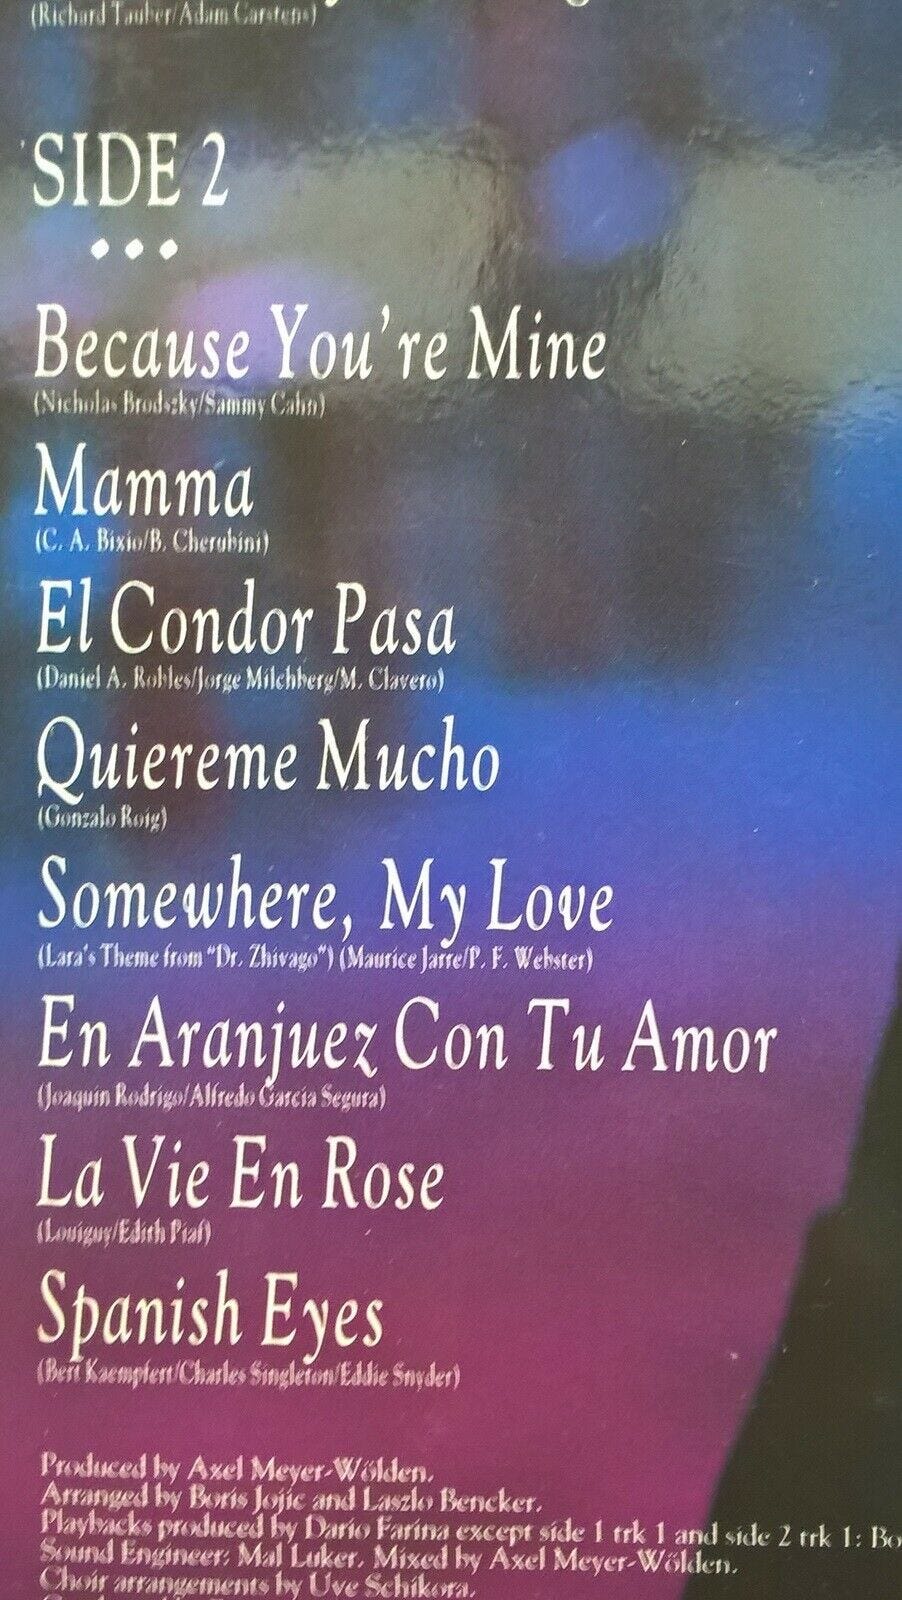 (Richard Tauber/Adam Carstens)
SIDE 2
•••
Because You're Mine
(Nicholas Brodszky/Sammy Cahn)
Mamma
(C. A. Bixio/B. Cherubini)
El Condor Pasa
(Daniel A. Robles/Jorge Milchberg/M. Clavero)
Quiereme Mucho
(Gonzalo Roig)
Somewhere, My Love
(Lara's Theme from "Dr. Zhivago") (Maurice Jarre/P. F. Webster)
En Aranjuez Con Tu Amor
(Joaquin Rodrigo/Alfredo Garcia Segura)
La Vie En Rose
(Louiguy/Edith Piaf)
Spanish Eyes
(Bert Kaempfert/Charles Singleton/Eddie Snyder)
Produced by Axel Meyer-Wölden.
Arranged by Boris Jojic and Laszlo Bencker.
Playbacks produced by Dario Farina except side 1 trk 1 and side 2 trk 1: Bo
Sound Engineer: Mal Luker. Mixed by Axel Meyer-Wölden.
Choir arrangements by Uve Schikora.